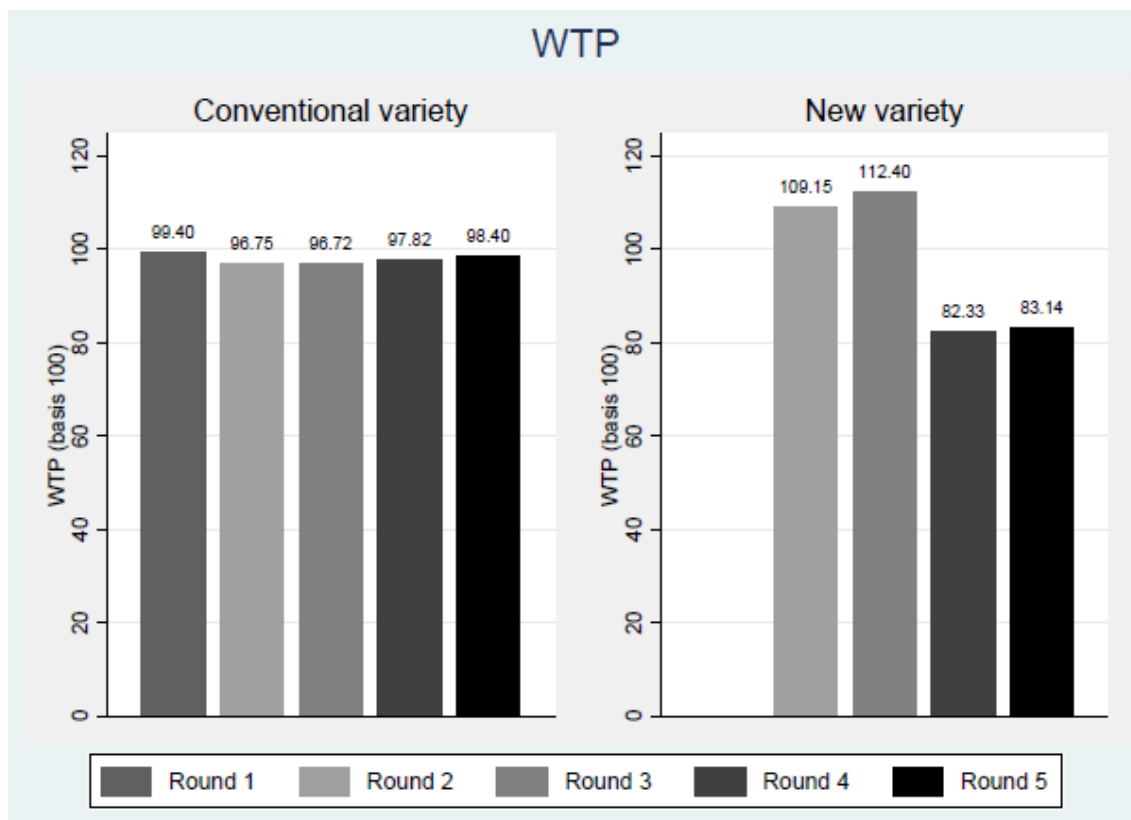 WTP
Conventional variety
New variety
WTP (basis 100)
0
20
40
60
80
100
120
99.40
96.75
96.72
97.82
98.40
WTP (basis 100)
0
20
40
60
80
100
120
109.15
112.40
82.33
83.14
Round 1
Round 2
Round 3
Round 4
Round 5